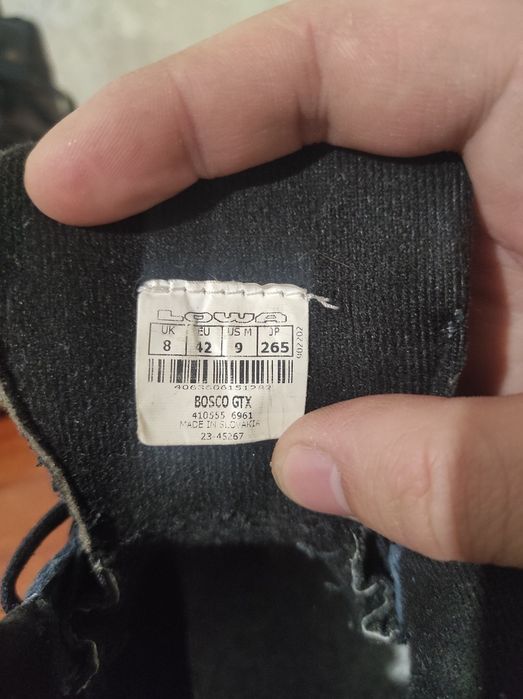 LOWA
UK EU US M JP
8 42 9 265
902202
4063606151282
BOSCO GTX
410555 6961
MADE IN SLOVAKIA
23-45267